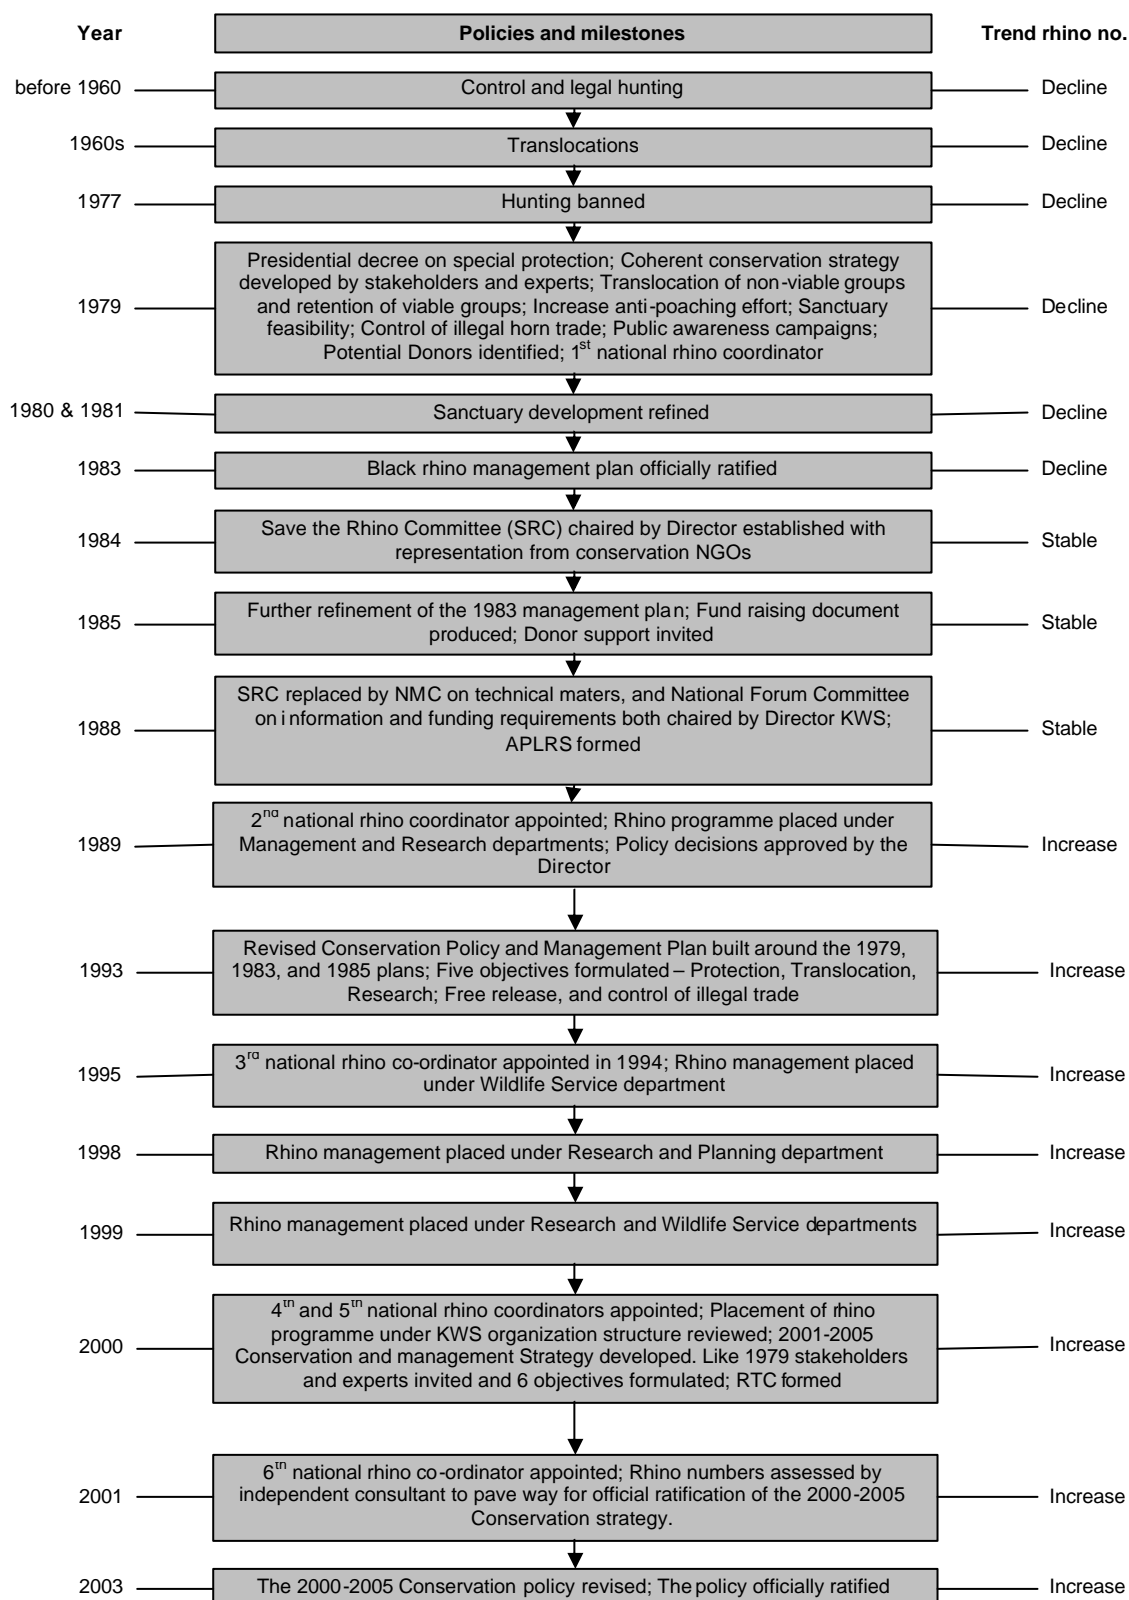 Year Policies and milestones Trend rhino no.
before 1960 Control and legal hunting Decline
1960s Translocations Decline
1977 Hunting banned Decline
Presidential decree on special protection; Coherent conservation strategy
developed by stakeholders and experts; Translocation of non-viable groups
1979 and retention of viable groups; Increase anti-poaching effort; Sanctuary Decline
feasibility; Control of illegal horn trade; Public awareness campaigns;
Potential Donors identified; 1st national rhino coordinator
1980 & 1981 Sanctuary development refined Decline
1983 Black rhino management plan officially ratified Decline
1984 Save the Rhino Committee (SRC) chaired by Director established with Stable
representation from conservation NGOs
1985 Further refinement of the 1983 management plan; Fund raising document Stable
produced; Donor support invited
SRC replaced by NMC on technical maters, and National Forum Committee
1988 on information and funding requirements both chaired by Director KWS; Stable
APLRS formed
2nd national rhino coordinator appointed; Rhino programme placed under
1989 Management and Research departments; Policy decisions approved by the Increase
Director
Revised Conservation Policy and Management Plan built around the 1979,
1993 1983, and 1985 plans; Five objectives formulated – Protection, Translocation, Increase
Research; Free release, and control of illegal trade
1995 3rd national rhino co-ordinator appointed in 1994; Rhino management placed Increase
under Wildlife Service department
1998 Rhino management placed under Research and Planning department Increase
1999 Rhino management placed under Research and Wildlife Service departments Increase
4th and 5th national rhino coordinators appointed; Placement of rhino
2000 programme under KWS organization structure reviewed; 2001-2005 Increase
Conservation and management Strategy developed. Like 1979 stakeholders
and experts invited and 6 objectives formulated; RTC formed
6th national rhino co-ordinator appointed; Rhino numbers assessed by
2001 independent consultant to pave way for official ratification of the 2000-2005 Increase
Conservation strategy.
2003 The 2000-2005 Conservation policy revised; The policy officially ratified Increase